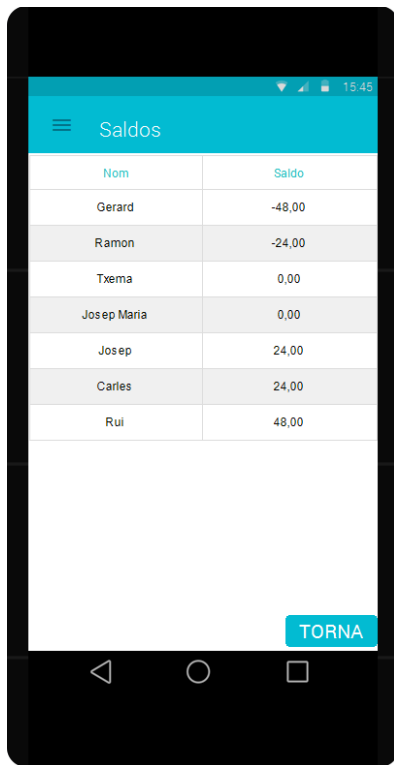 15:45
Saldos
Nom Saldo
Gerard -48,00
Ramon -24,00
Txema 0,00
Josep Maria 0,00
Josep 24,00
Carles 24,00
Rui 48,00
TORNA